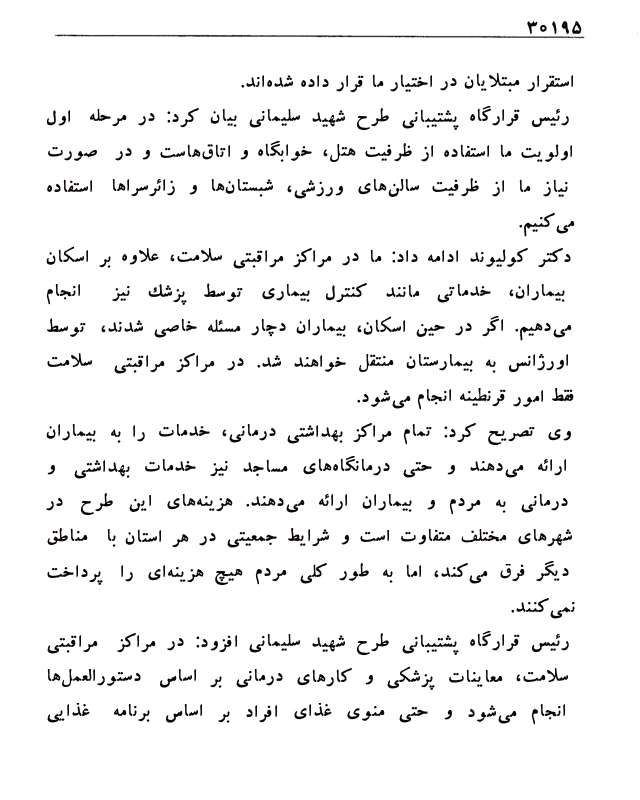 ۳۰۱۹۵
استقرار مبتلایان در اختیار ما قرار داده شده‌اند.
رئیس قرارگاه پشتیبانی طرح شهید سلیمانی بیان کرد: در مرحله اول
اولویت ما استفاده از ظرفیت هتل، خوابگاه و اتاق‌هاست و در صورت
نیاز ما از ظرفیت سالن‌های ورزشی، شبستان‌ها و زائرسراها استفاده
می‌کنیم.
دکتر کولیوند ادامه داد: ما در مراکز مراقبتی سلامت، علاوه بر اسکان
بیماران، خدماتی مانند کنترل بیماری توسط پزشك نیز انجام
می‌دهیم. اگر در حین اسکان، بیماران دچار مسئله خاصی شدند، توسط
اورژانس به بیمارستان منتقل خواهند شد. در مراکز مراقبتی سلامت
فقط امور قرنطینه انجام می‌شود.
وی تصریح کرد: تمام مراکز بهداشتی درمانی، خدمات را به بیماران
ارائه می‌دهند و حتی درمانگاه‌های مساجد نیز خدمات بهداشتی و
درمانی به مردم و بیماران ارائه می‌دهند. هزینه‌های این طرح در
شهرهای مختلف متفاوت است و شرایط جمعیتی در هر استان با مناطق
دیگر فرق می‌کند، اما به طور کلی مردم هیچ هزینه‌ای را پرداخت
نمی‌کنند.
رئیس قرارگاه پشتیبانی طرح شهید سلیمانی افزود: در مراکز مراقبتی
سلامت، معاینات پزشکی و کارهای درمانی بر اساس دستورالعمل‌ها
انجام می‌شود و حتی منوی غذای افراد بر اساس برنامه غذایی